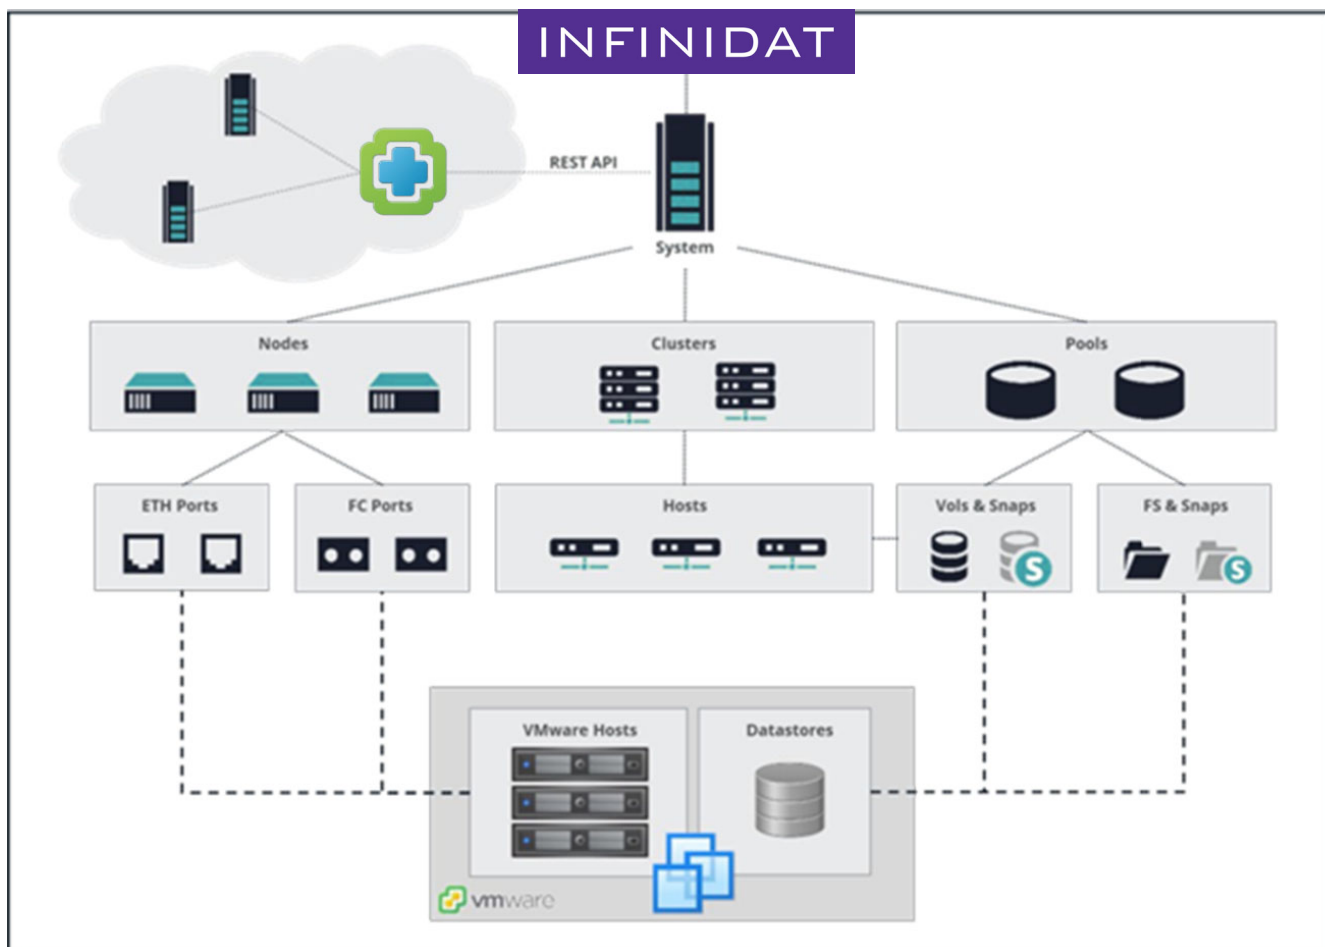 INFINIDAT
REST API
System
Nodes
Clusters
Pools
ETH Ports
FC Ports
Hosts
Vols & Snaps
FS & Snaps
S
S
VMware Hosts
Datastores
vmware